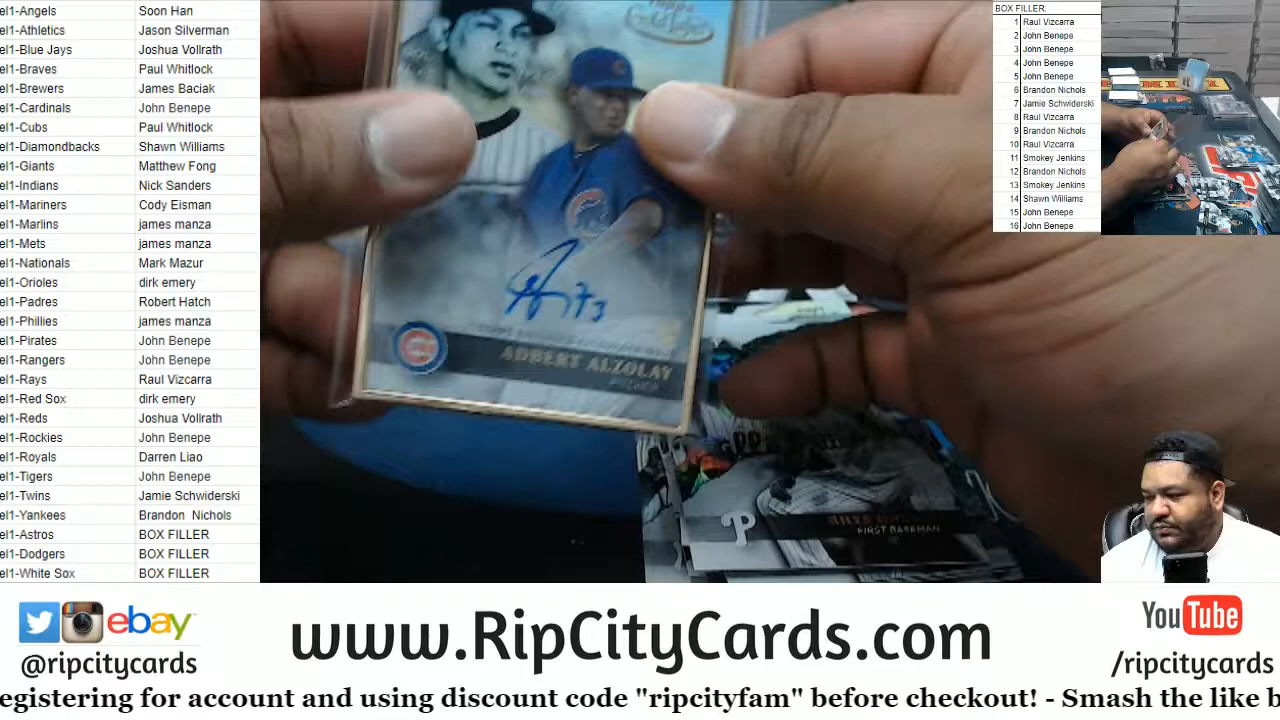 el1-Angels Soon Han
el1-Athletics Jason Silverman
el1-Blue Jays Joshua Vollrath
el1-Braves Paul Whitlock
el1-Brewers James Baciak
el1-Cardinals John Benepe
el1-Cubs Paul Whitlock
el1-Diamondbacks Shawn Williams
el1-Giants Matthew Fong
el1-Indians Nick Sanders
el1-Mariners Cody Eisman
el1-Marlins james manza
el1-Mets james manza
el1-Nationals Mark Mazur
el1-Orioles dirk emery
el1-Padres Robert Hatch
el1-Phillies james manza
el1-Pirates John Benepe
el1-Rangers John Benepe
el1-Rays Raul Vizcarra
el1-Red Sox dirk emery
el1-Reds Joshua Vollrath
el1-Rockies John Benepe
el1-Royals Darren Liao
el1-Tigers John Benepe
el1-Twins Jamie Schwiderski
el1-Yankees Brandon Nichols
el1-Astros BOX FILLER
el1-Dodgers BOX FILLER
el1-White Sox BOX FILLER
Topps
Gold Label
73
ADBERT ALZOLAY
PITCHER
P
FIRST BASEMAN
BOX FILLER:
1 Raul Vizcarra
2 John Benepe
3 John Benepe
4 John Benepe
5 John Benepe
6 Brandon Nichols
7 Jamie Schwiderski
8 Raul Vizcarra
9 Brandon Nichols
10 Raul Vizcarra
11 Smokey Jenkins
12 Brandon Nichols
13 Smokey Jenkins
14 Shawn Williams
15 John Benepe
16 John Benepe
ebay
@ripcitycards
www.RipCityCards.com
YouTube
/ripcitycards
egistering for account and using discount code "ripcityfam" before checkout! - Smash the like b